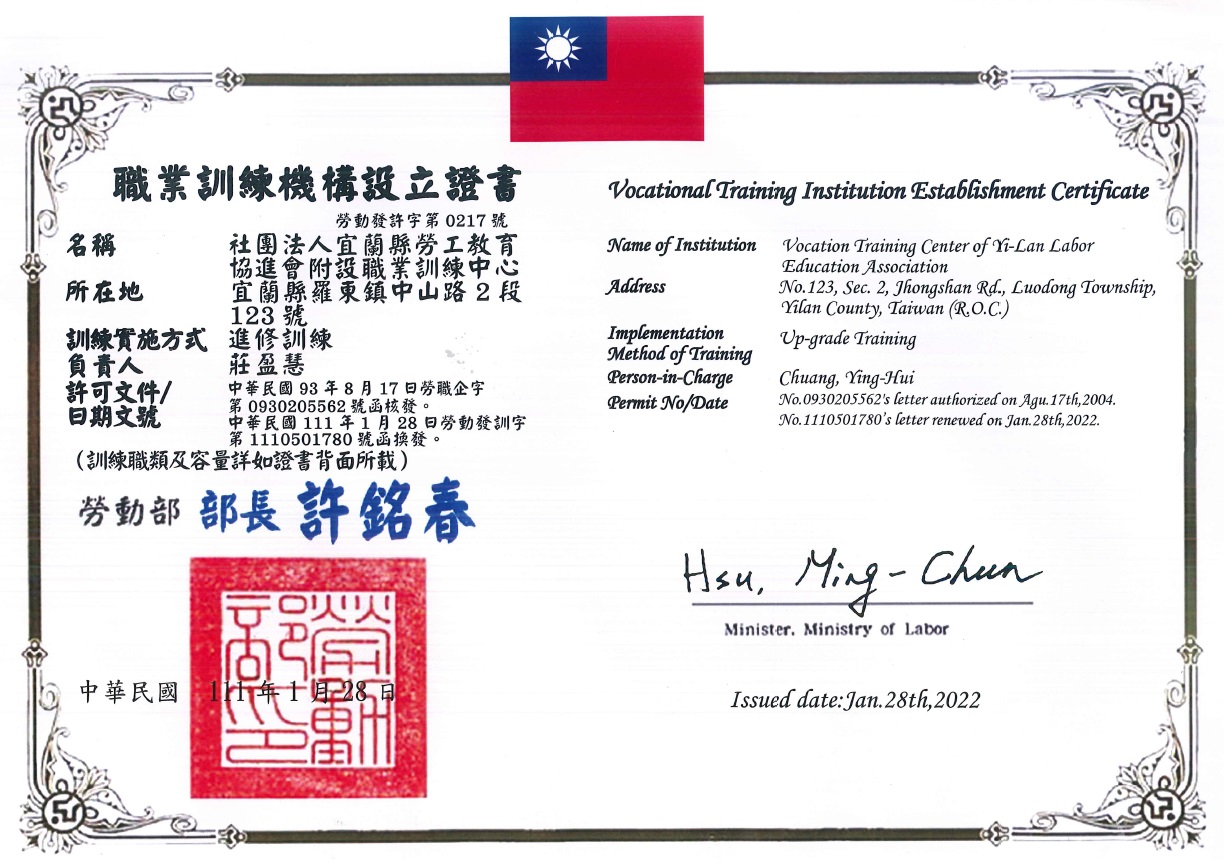 職業訓練機構設立證書
勞動發許字第 0217 號
名稱 社團法人宜蘭縣勞工教育
協進會附設職業訓練中心
所在地 宜蘭縣羅東鎮中山路 2 段
123 號
訓練實施方式 進修訓練
負責人 莊盈慧
許可文件/ 中華民國 93 年 8 月 17 日勞職企字
日期文號 第 0930205562 號函核發。
中華民國 111 年 1 月 28 日勞動發訓字
第 1110501780 號函換發。
（訓練職類及容量詳如證書背面所載）
勞動部 部長 許銘春
勞動部印
中華民國 111 年 1 月 28 日
Vocational Training Institution Establishment Certificate
Name of Institution Vocation Training Center of Yi-Lan Labor
Education Association
Address No.123, Sec. 2, Jhongshan Rd., Luodong Township,
Yilan County, Taiwan (R.O.C.)
Implementation Up-grade Training
Method of Training
Person-in-Charge Chuang, Ying-Hui
Permit No/Date No.0930205562's letter authorized on Agu.17th,2004.
No.1110501780's letter renewed on Jan.28th,2022.
Hsu, Ming-Chun
Minister, Ministry of Labor
Issued date:Jan.28th,2022